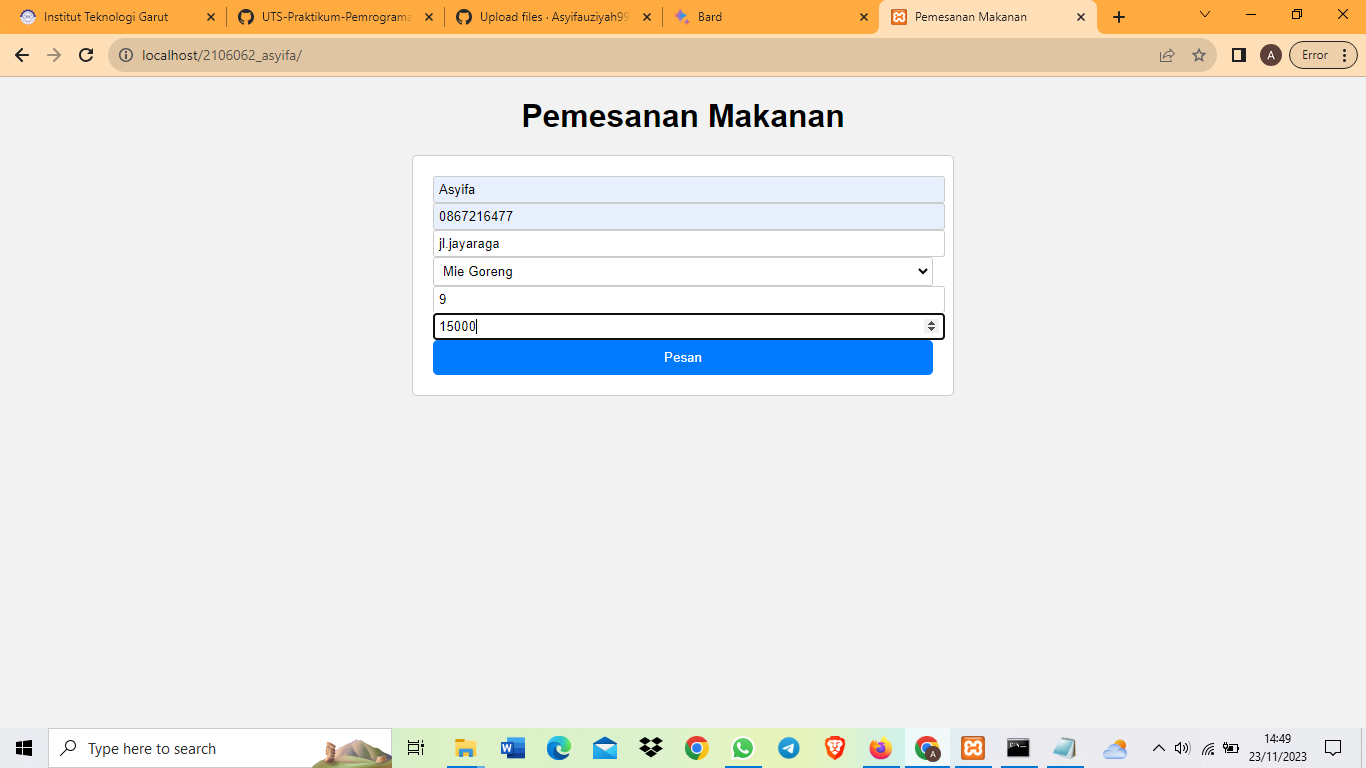 Institut Teknologi Garut
UTS-Praktikum-Pemrograma
Upload files · Asyifauziyah99
Bard
Pemesanan Makanan
localhost/2106062_asyifa/
A
Error
Pemesanan Makanan
Asyifa
0867216477
jl.jayaraga
Mie Goreng
9
15000
Pesan
Type here to search
14:49
23/11/2023